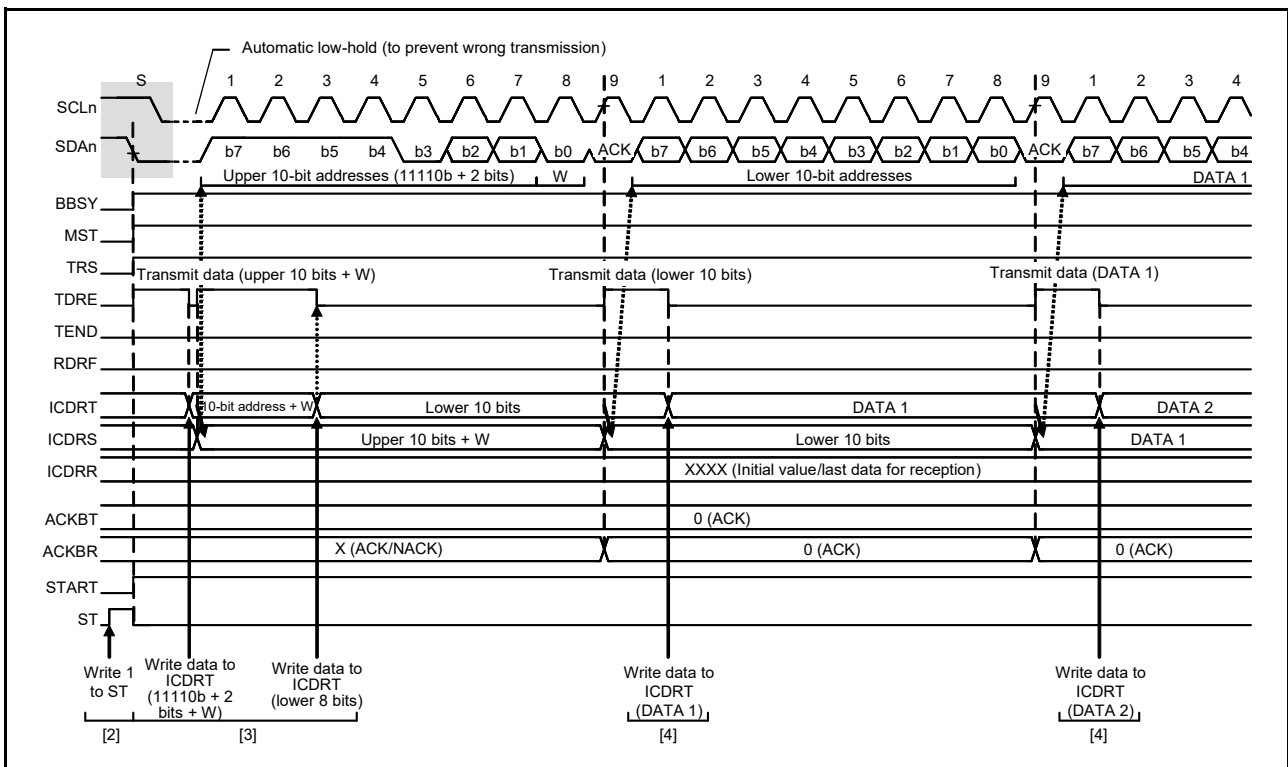 Automatic low-hold (to prevent wrong transmission)
S 1 2 3 4 5 6 7 8 9 1 2 3 4 5 6 7 8 9 1 2 3 4
SCLn
SDAn b7 b6 b5 b4 b3 b2 b1 b0 ACK b7 b6 b5 b4 b3 b2 b1 b0 ACK b7 b6 b5 b4
Upper 10-bit addresses (11110b + 2 bits) W Lower 10-bit addresses DATA 1
BBSY
MST
TRS
Transmit data (upper 10 bits + W) Transmit data (lower 10 bits) Transmit data (DATA 1)
TDRE
TEND
RDRF
ICDRT 10-bit address + W Lower 10 bits DATA 1 DATA 2
ICDRS Upper 10 bits + W Lower 10 bits DATA 1
ICDRR XXXX (Initial value/last data for reception)
ACKBT 0 (ACK)
ACKBR X (ACK/NACK) 0 (ACK) 0 (ACK)
START
ST
Write 1
to ST
Write data to
ICDRT
(11110b + 2
bits + W)
Write data to
ICDRT
(lower 8 bits)
Write data to
ICDRT
(DATA 1)
Write data to
ICDRT
(DATA 2)
[2] [3] [4] [4]